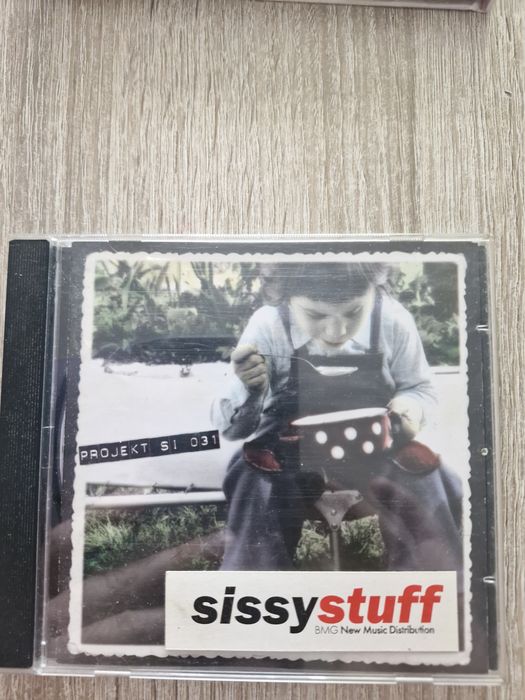 PROJEKT SI 031
sissystuff
BMG New Music Distribution